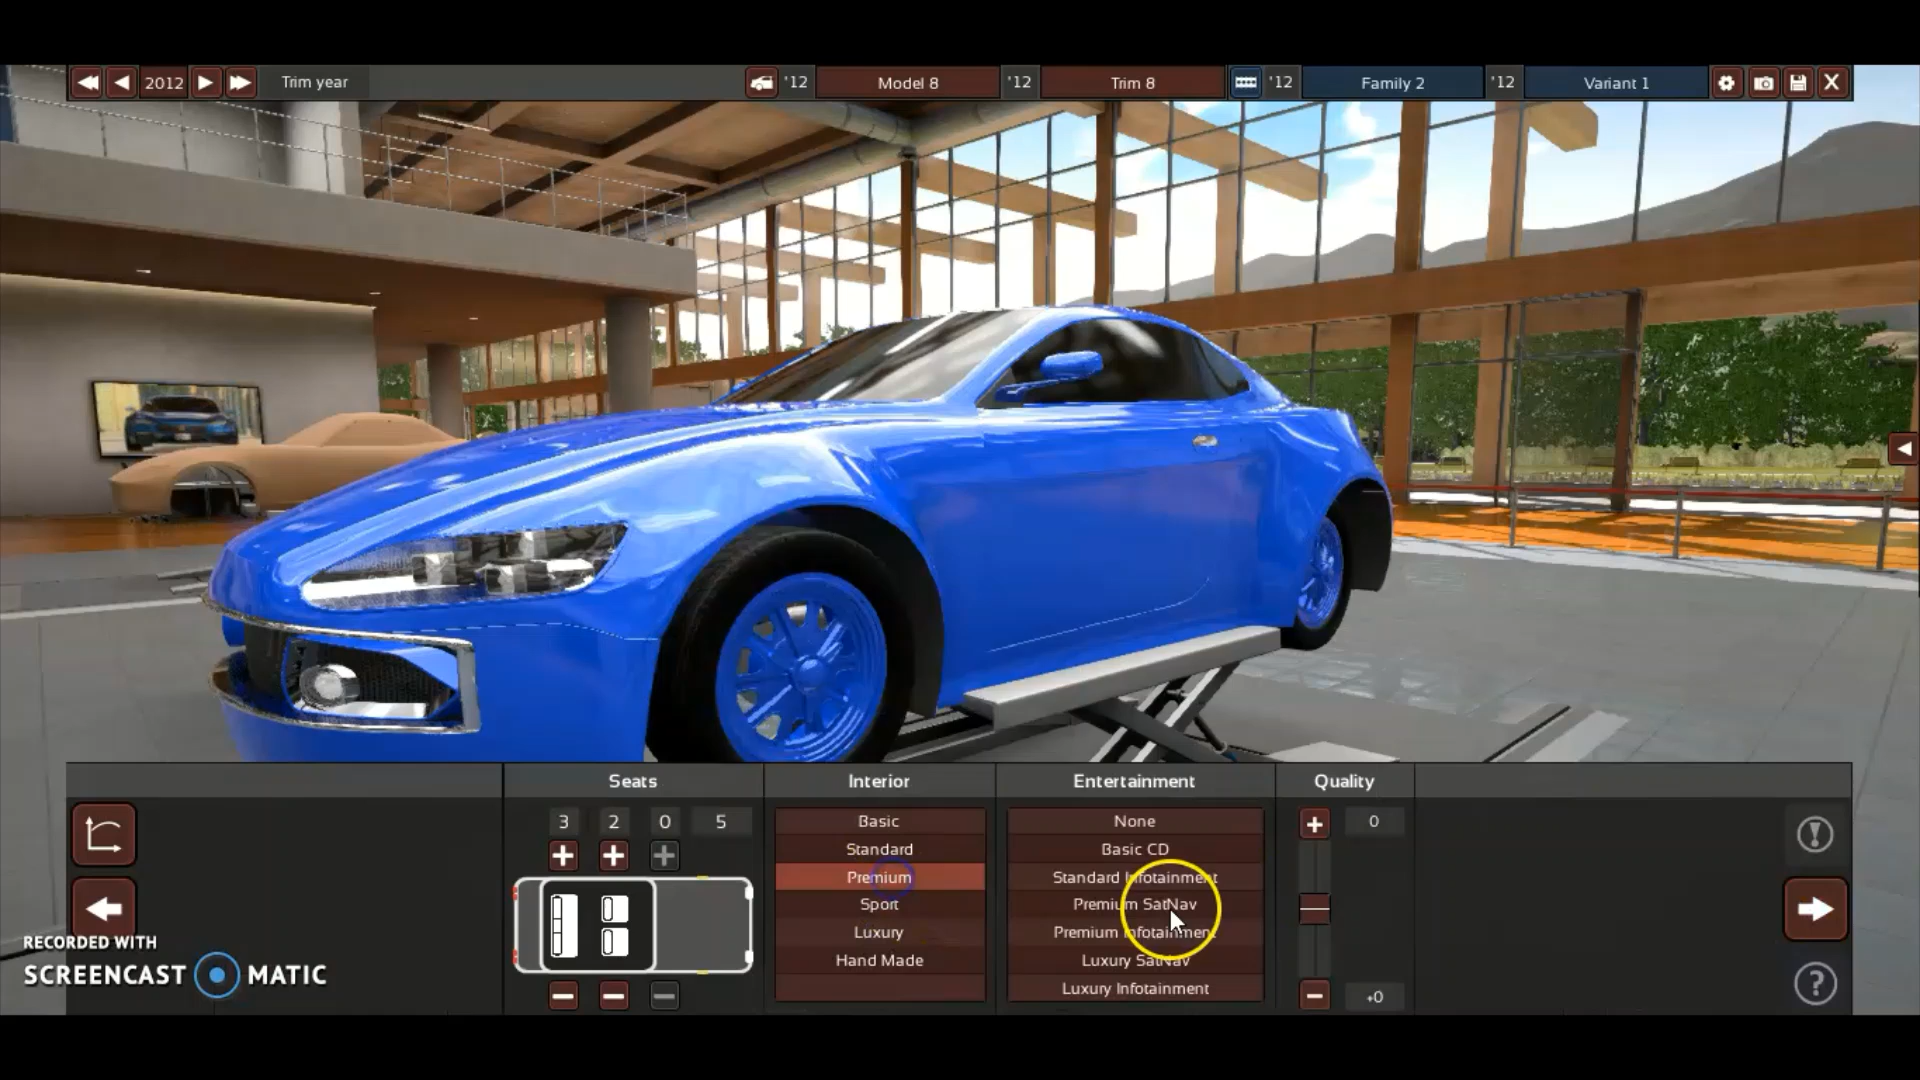 2012 Trim year '12 Model 8 '12 Trim 8 '12 Family 2 '12 Variant 1
Seats Interior Entertainment Quality
3 2 0 5
Basic
Standard
Premium
Sport
Luxury
Hand Made
None
Basic CD
Standard Infotainment
Premium SatNav
Premium Infotainment
Luxury SatNav
Luxury Infotainment
0
+0
RECORDED WITH
SCREENCAST MATIC